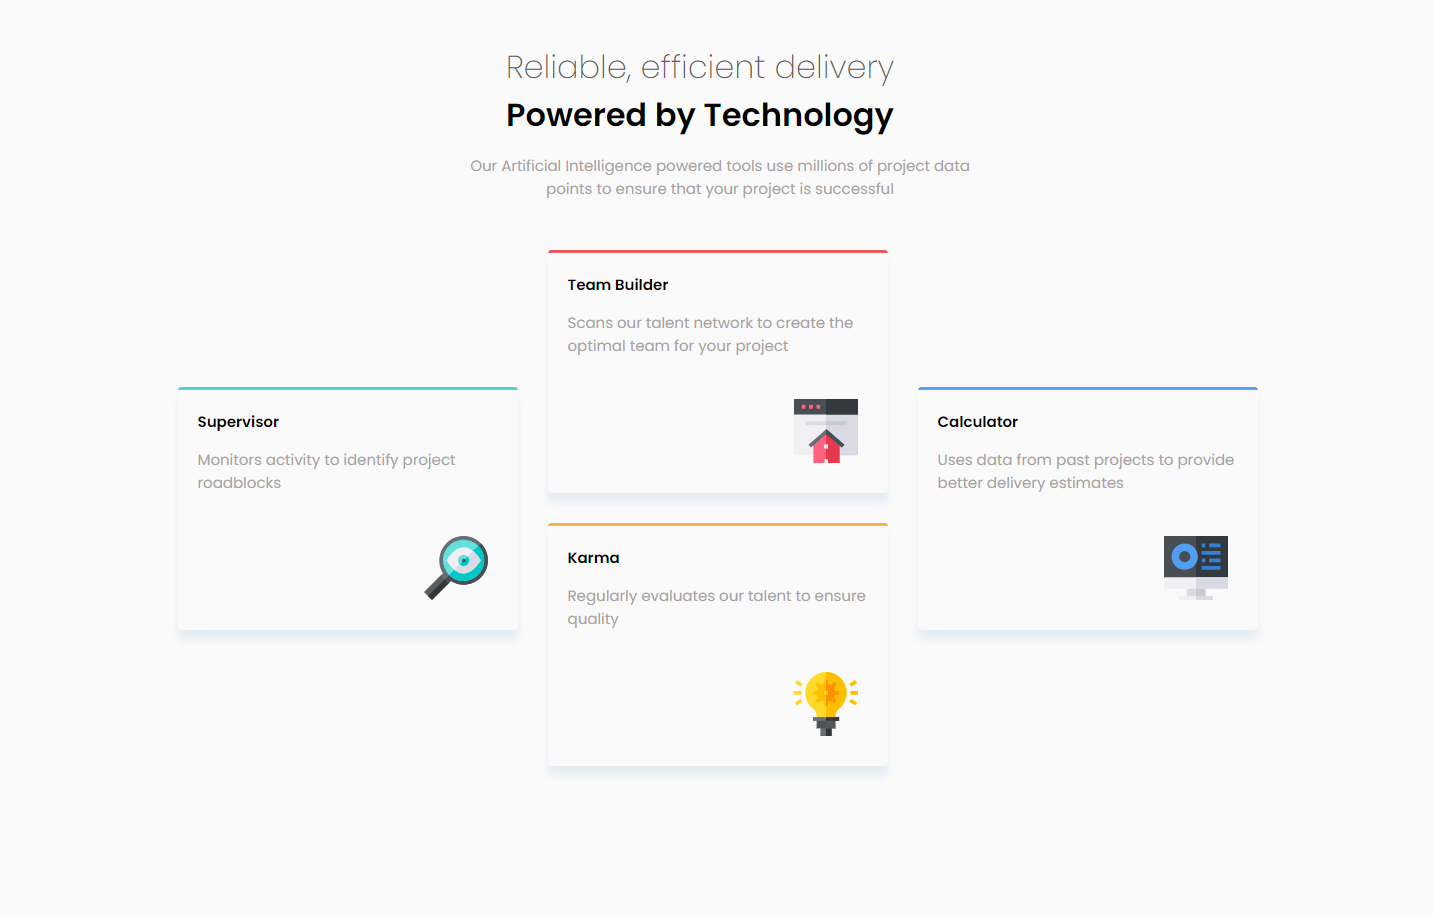 Reliable, efficient delivery
Powered by Technology
Our Artificial Intelligence powered tools use millions of project data
points to ensure that your project is successful
Team Builder
Scans our talent network to create the
optimal team for your project
Supervisor
Monitors activity to identify project
roadblocks
Calculator
Uses data from past projects to provide
better delivery estimates
Karma
Regularly evaluates our talent to ensure
quality